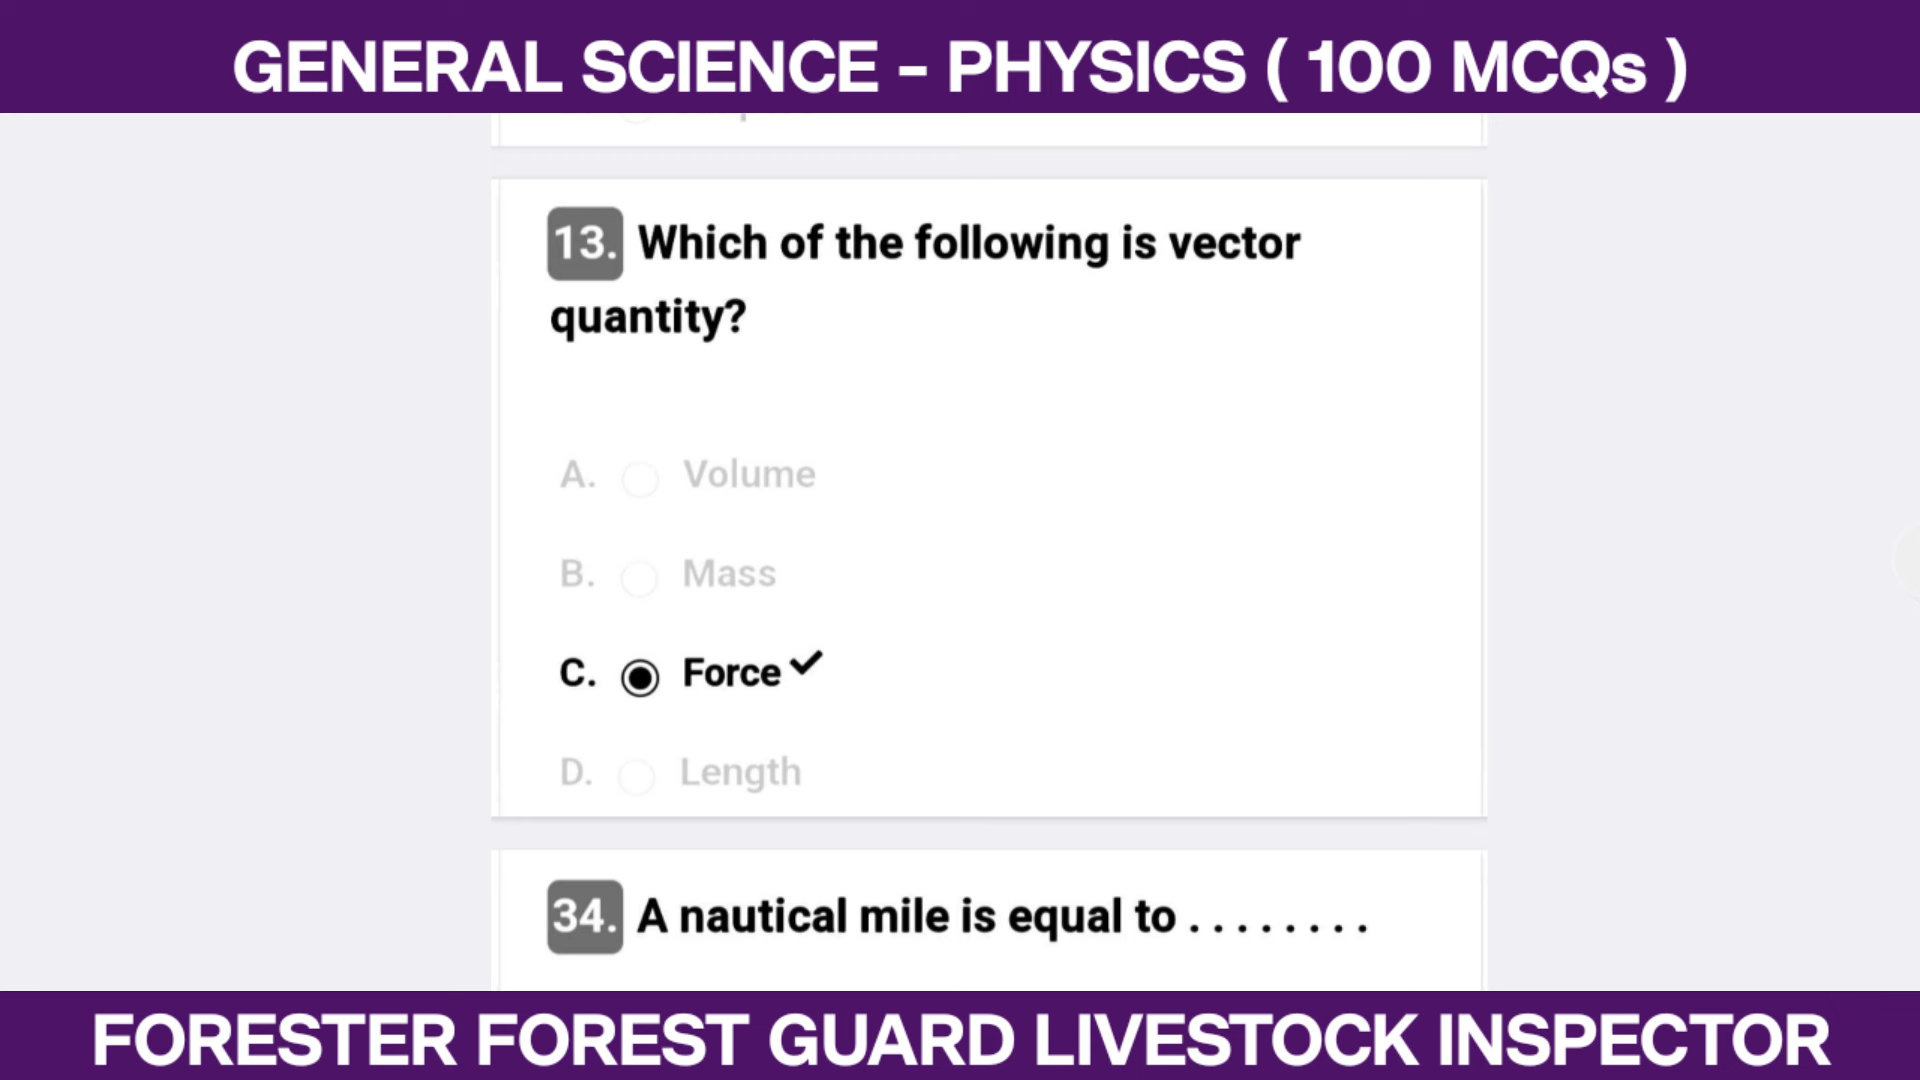 GENERAL SCIENCE - PHYSICS ( 100 MCQs )
13. Which of the following is vector
quantity?
A. Volume
B. Mass
C. Force ✔
D. Length
34. A nautical mile is equal to . . . . . . . .
FORESTER FOREST GUARD LIVESTOCK INSPECTOR